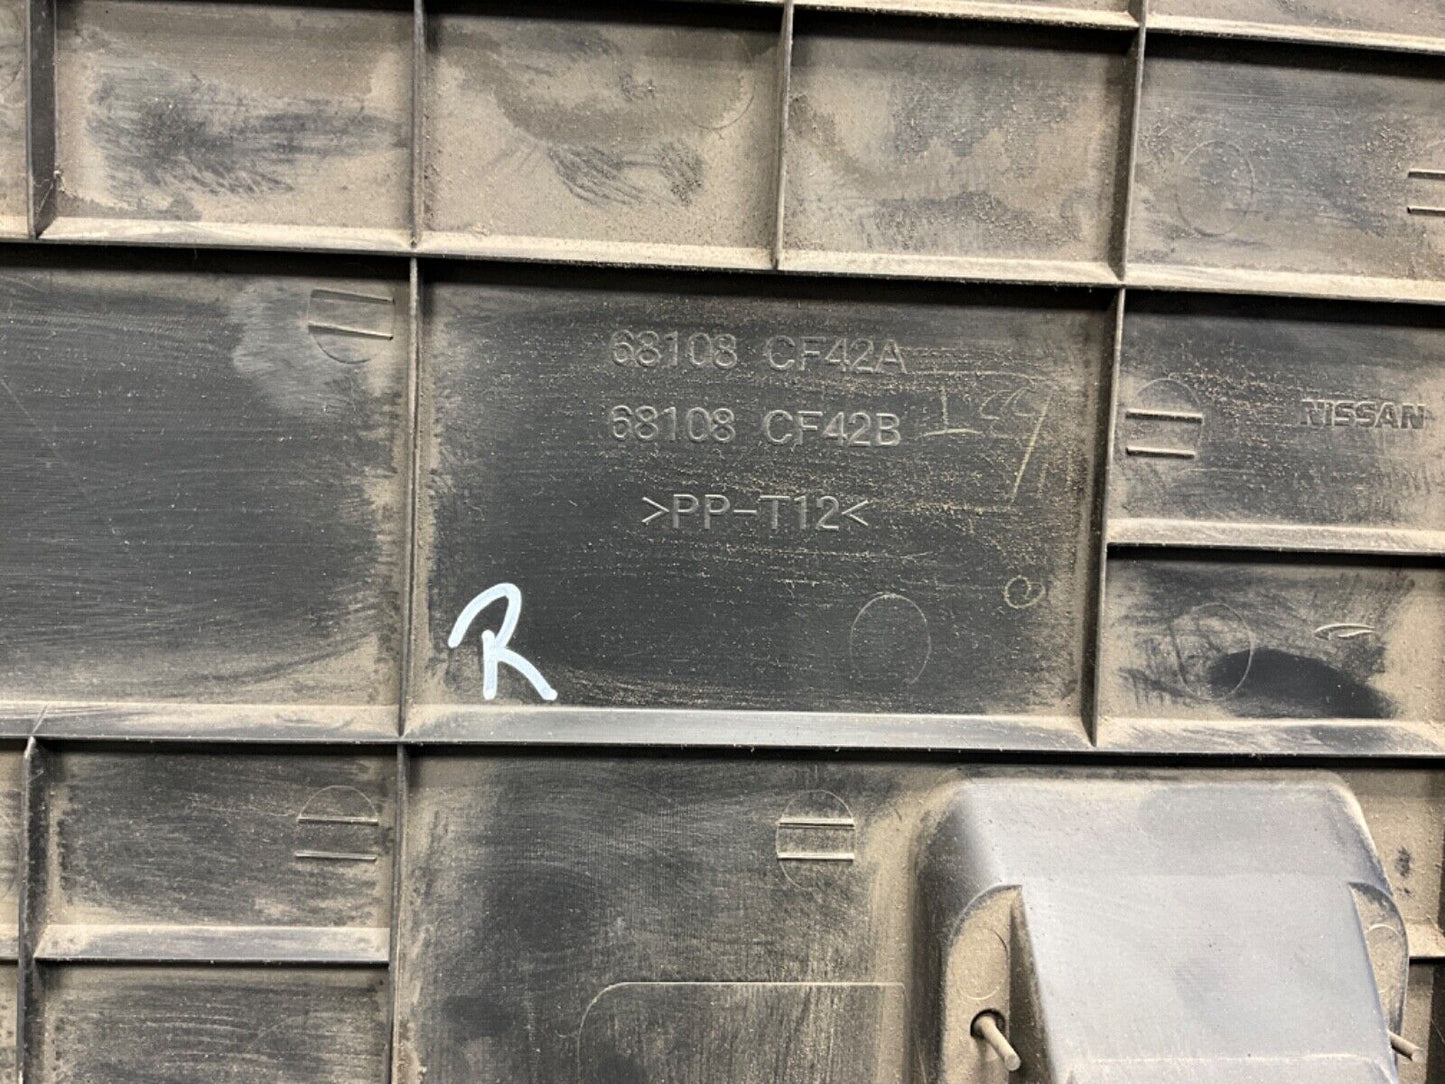 68108 CF42A
68108 CF42B
NISSAN
>PP-T12<
R